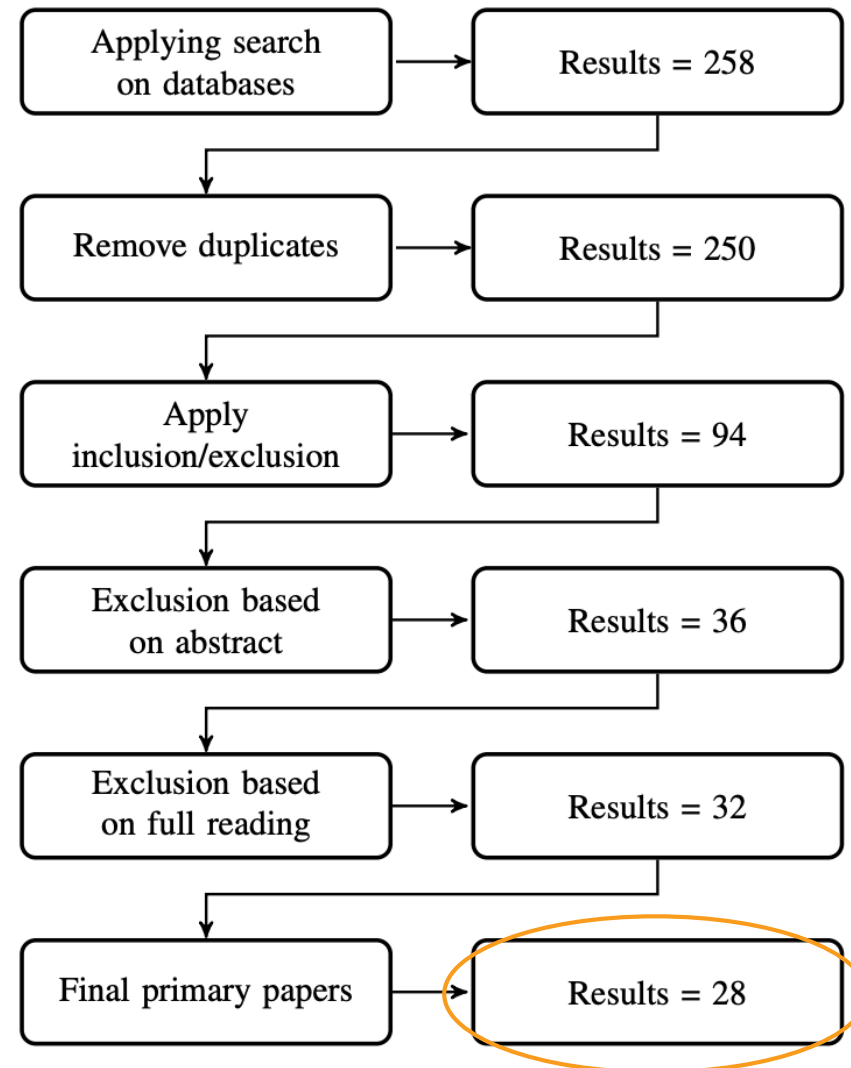 Applying search
on databases
Results = 258
Remove duplicates
Results = 250
Apply
inclusion/exclusion
Results = 94
Exclusion based
on abstract
Results = 36
Exclusion based
on full reading
Results = 32
Final primary papers
Results = 28